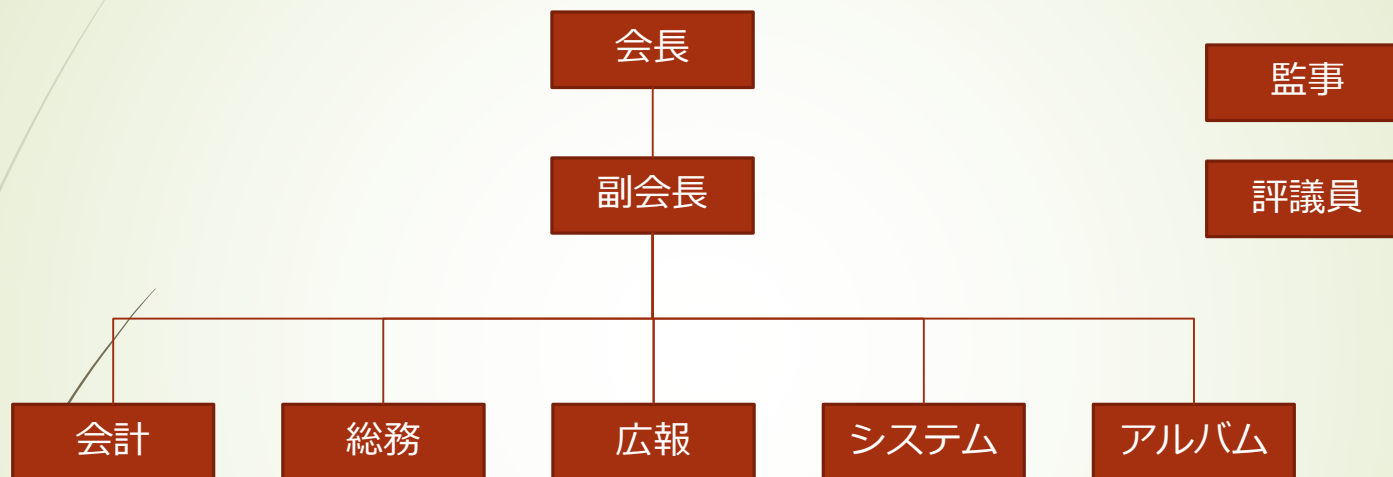 会長
監事
副会長
評議員
会計
総務
広報
システム
アルバム